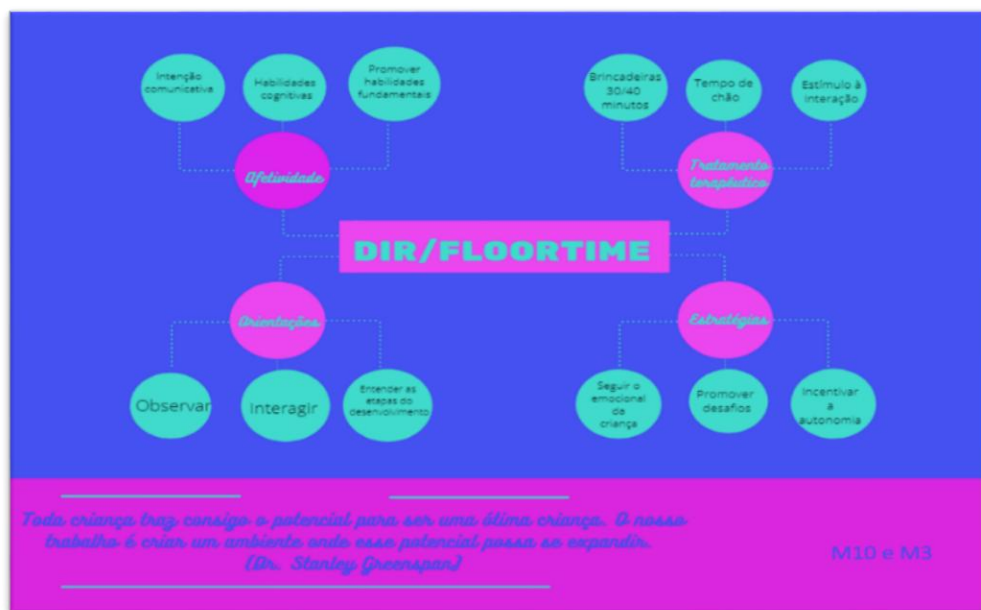 Intenção
comunicativa
Habilidades
cognitivas
Promover
habilidades
fundamentais
Afetividade
Brincadeiras
30/40
minutos
Tempo de
chão
Estímulo à
interação
Tratamento
terapêutico
DIR/FLOORTIME
Orientações
Observar
Interagir
Entender as
etapas do
desenvolvimento
Estratégias
Seguir o
emocional
da
criança
Promover
desafios
Incentivar
a
autonomia
Toda criança traz consigo o potencial para ser uma ótima criança. O nosso
trabalho é criar um ambiente onde esse potencial possa se expandir.
(Dr. Stanley Greenspan)
M10 e M3